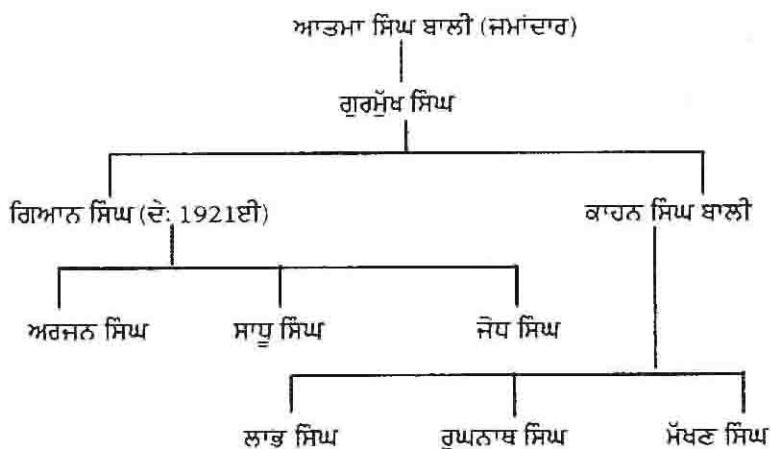 ਆਤਮਾ ਸਿੰਘ ਬਾਲੀ (ਜਮਾਂਦਾਰ)
ਗੁਰਮੁੱਖ ਸਿੰਘ
ਗਿਆਨ ਸਿੰਘ (ਦੇ: 1921ਈ) ਕਾਹਨ ਸਿੰਘ ਬਾਲੀ
ਅਰਜਨ ਸਿੰਘ ਸਾਧੂ ਸਿੰਘ ਜੋਧ ਸਿੰਘ
ਲਾਭ ਸਿੰਘ ਰੁਘਨਾਥ ਸਿੰਘ ਮੱਖਣ ਸਿੰਘ